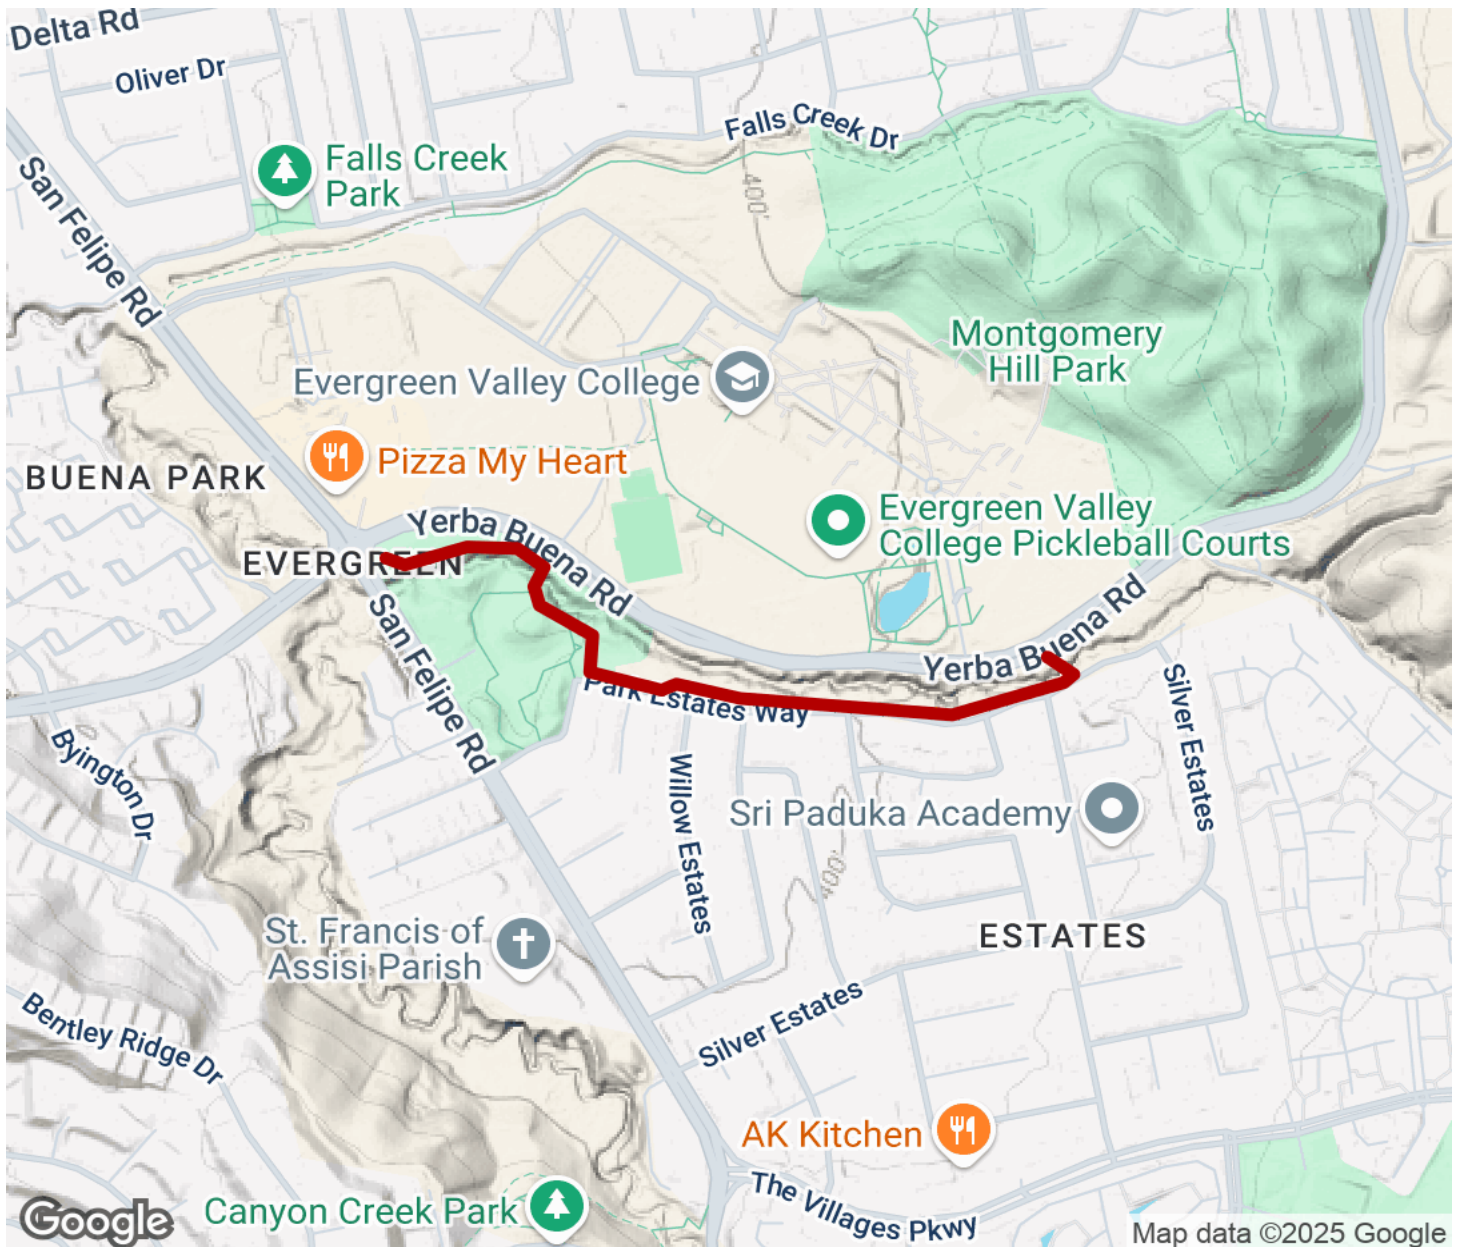 Delta Rd
Oliver Dr
Falls Creek Dr
Falls Creek
Park
San Felipe Rd
400'
Montgomery
Hill Park
Evergreen Valley College
Pizza My Heart
BUENA PARK
Yerba Buena Rd
Evergreen Valley
College Pickleball Courts
EVERGREEN
San Felipe Rd
Yerba Buena Rd
Park Estates Way
Silver Estates
Byington Dr
Willow Estates
Sri Paduka Academy
400'
St. Francis of
Assisi Parish
ESTATES
Silver Estates
Bentley Ridge Dr
AK Kitchen
Canyon Creek Park
The Villages Pkwy
Google
Map data ©2025 Google